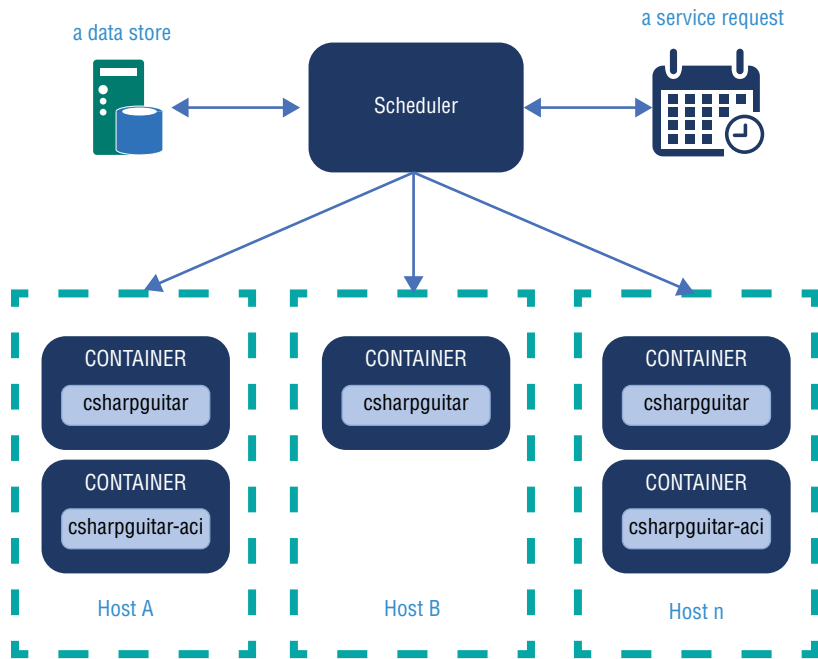 a data store
a service request
Scheduler
CONTAINER
csharpguitar
CONTAINER
csharpguitar-aci
Host A
CONTAINER
csharpguitar
Host B
CONTAINER
csharpguitar
CONTAINER
csharpguitar-aci
Host n